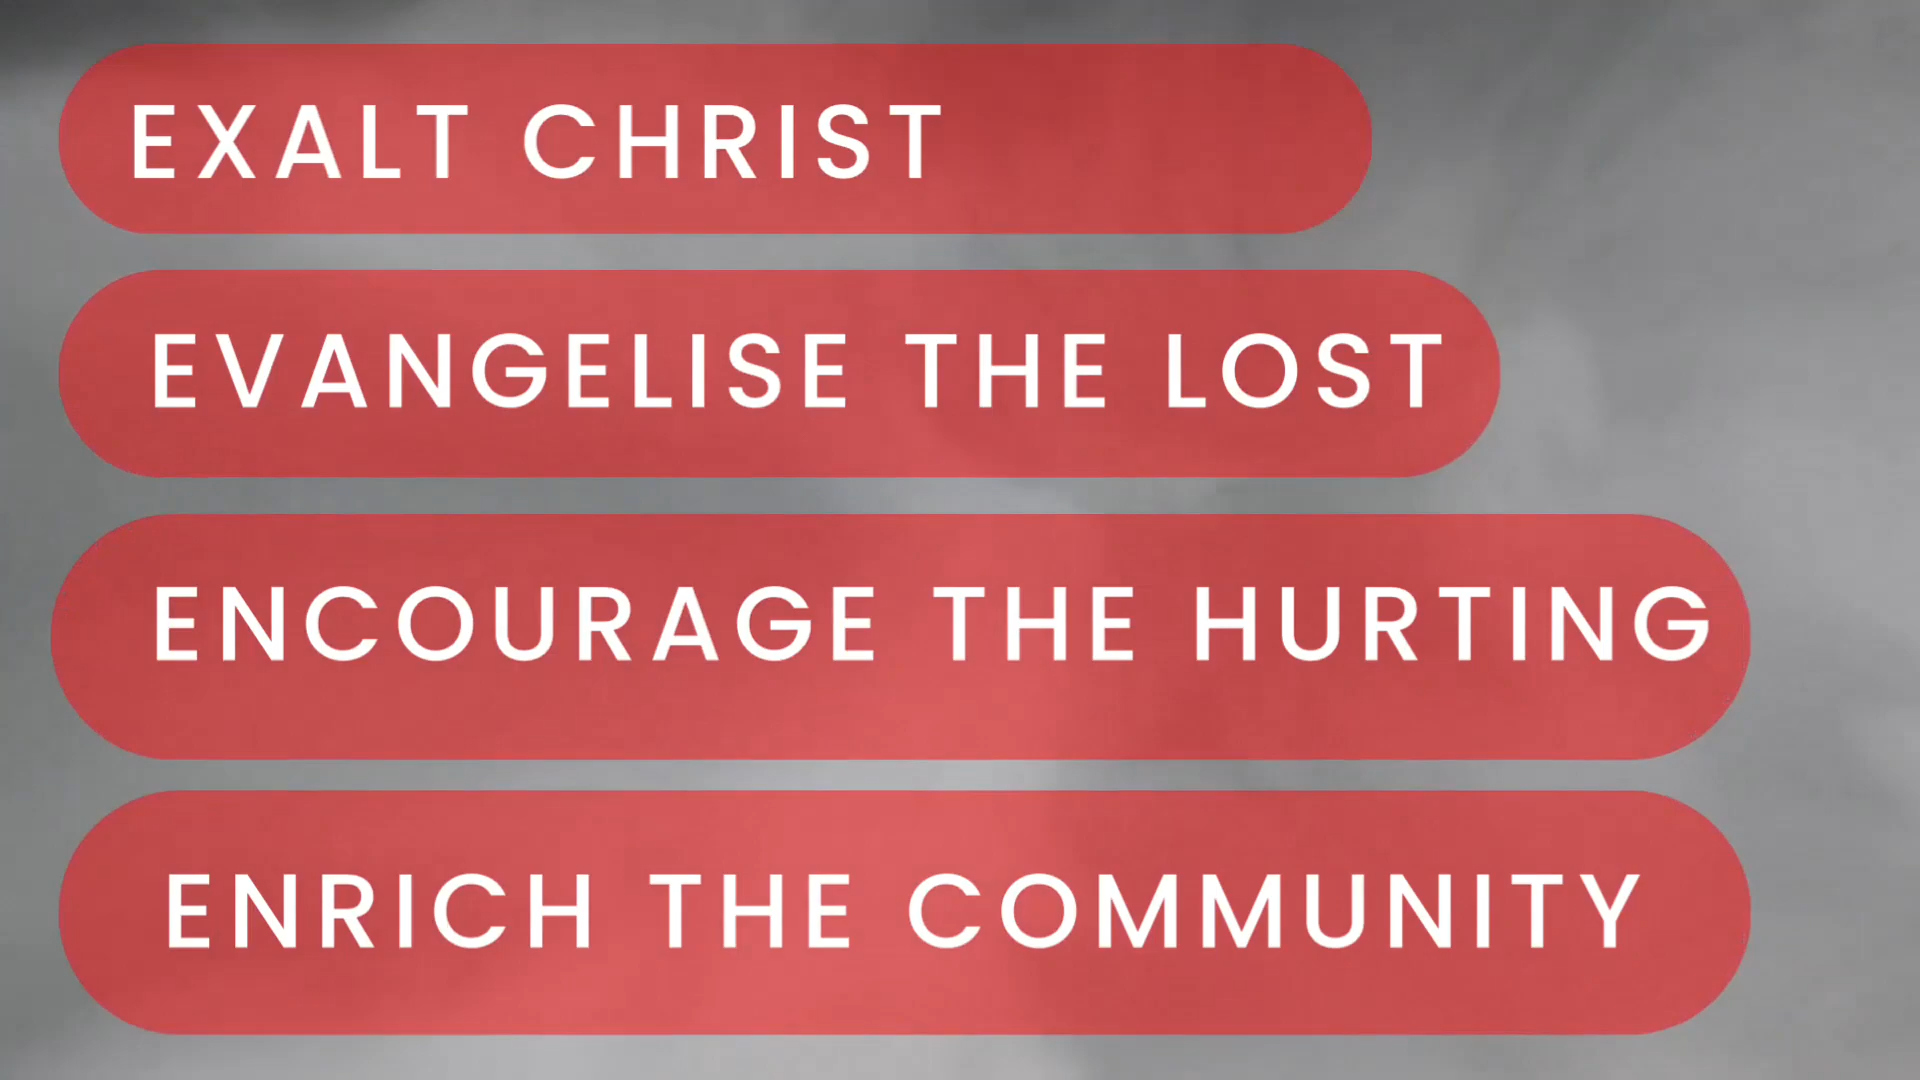 EXALT CHRIST
EVANGELISE THE LOST
ENCOURAGE THE HURTING
ENRICH THE COMMUNITY